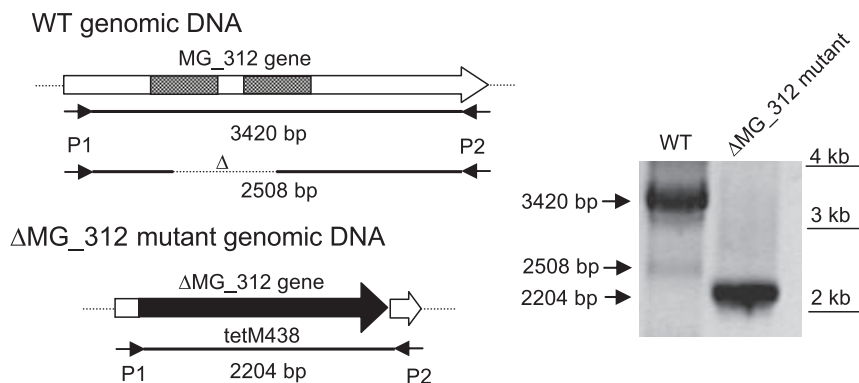 WT genomic DNA
MG_312 gene
3420 bp
P1
P2
Δ
2508 bp
ΔMG_312 mutant genomic DNA
ΔMG_312 gene
tetM438
P1
2204 bp
P2
WT
ΔMG_312 mutant
4 kb
3420 bp
3 kb
2508 bp
2204 bp
2 kb